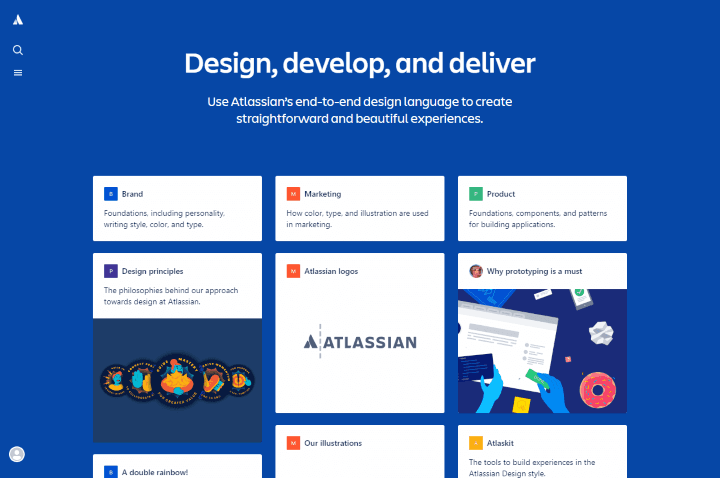 Design, develop, and deliver
Use Atlassian's end-to-end design language to create
straightforward and beautiful experiences.
B Brand
Foundations, including personality,
writing style, color, and type.
M Marketing
How color, type, and illustration are used
in marketing.
P Product
Foundations, components, and patterns
for building applications.
P Design principles
The philosophies behind our approach
towards design at Atlassian.
M Atlassian logos
ATLASSIAN
Why prototyping is a must
M Our illustrations
Atlaskit
The tools to build experiences in the
Atlassian Design style.
B A double rainbow!